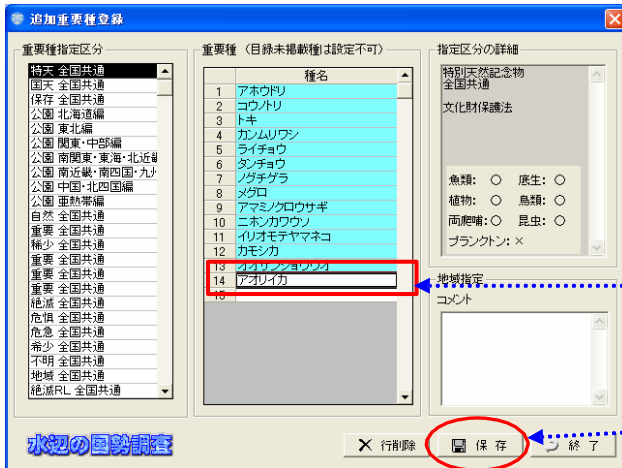 追加重要種登録
重要種指定区分
特天 全国共通
国天 全国共通
保存 全国共通
公園 北海道編
公園 東北編
公園 関東・中部編
公園 南関東・東海・北近畿
公園 南近畿・南四国・九州
公園 中国・北四国編
公園 亜熱帯編
自然 全国共通
重要 全国共通
稀少 全国共通
重要 全国共通
重要 全国共通
重要 全国共通
絶滅 全国共通
危惧 全国共通
危急 全国共通
希少 全国共通
不明 全国共通
地域 全国共通
絶滅RL 全国共通
重要種（目録未掲載種は設定不可）
種名
1 アホウドリ
2 コウノトリ
3 トキ
4 カンムリワシ
5 ライチョウ
6 タンチョウ
7 ノグチゲラ
8 メグロ
9 アマミノクロウサギ
10 ニホンカワウソ
11 イリオモテヤマネコ
12 カモシカ
13 オオサンショウウオ
14 アオリイカ
15
指定区分の詳細
特別天然記念物
全国共通
文化財保護法
魚類： ○ 底生： ○
植物： ○ 鳥類： ○
両爬哺： ○ 昆虫： ○
プランクトン： ×
地域指定
コメント
水辺の国勢調査
行削除
保 存
終 了